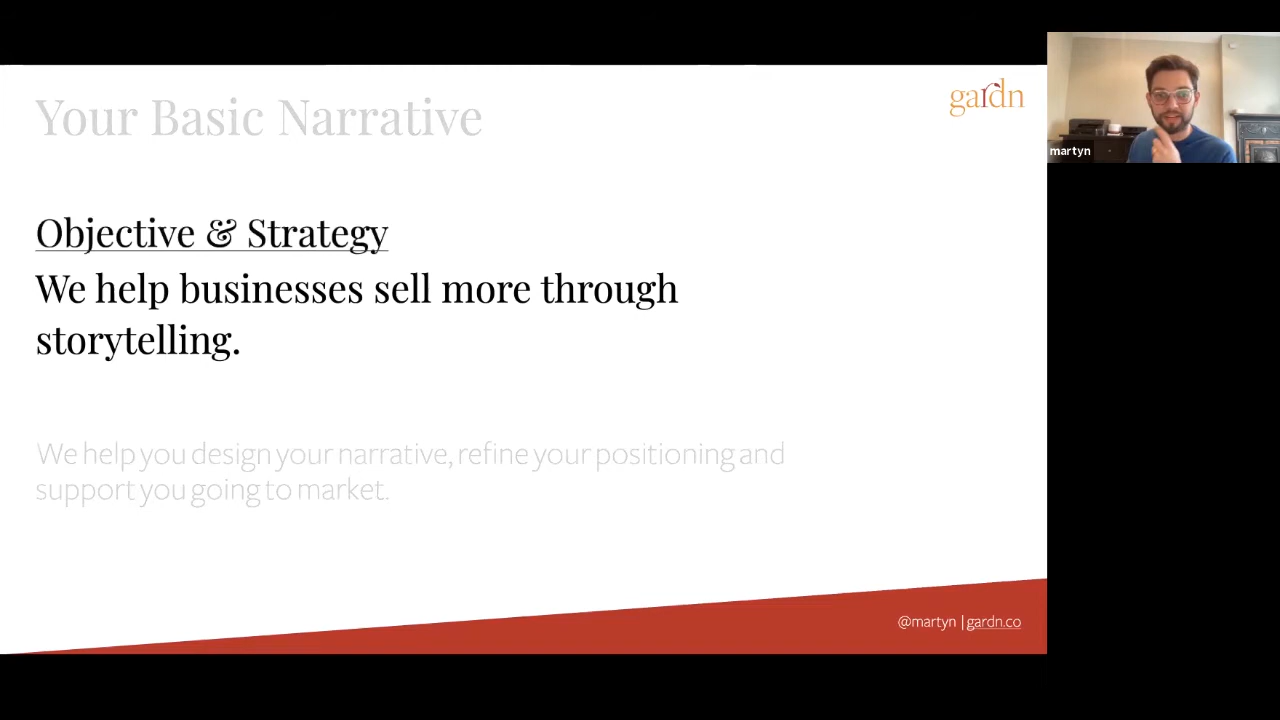 Your Basic Narrative
gardn
martyn
Objective & Strategy
We help businesses sell more through
storytelling.
We help you design your narrative, refine your positioning and
support you going to market.
@martyn | gardn.co